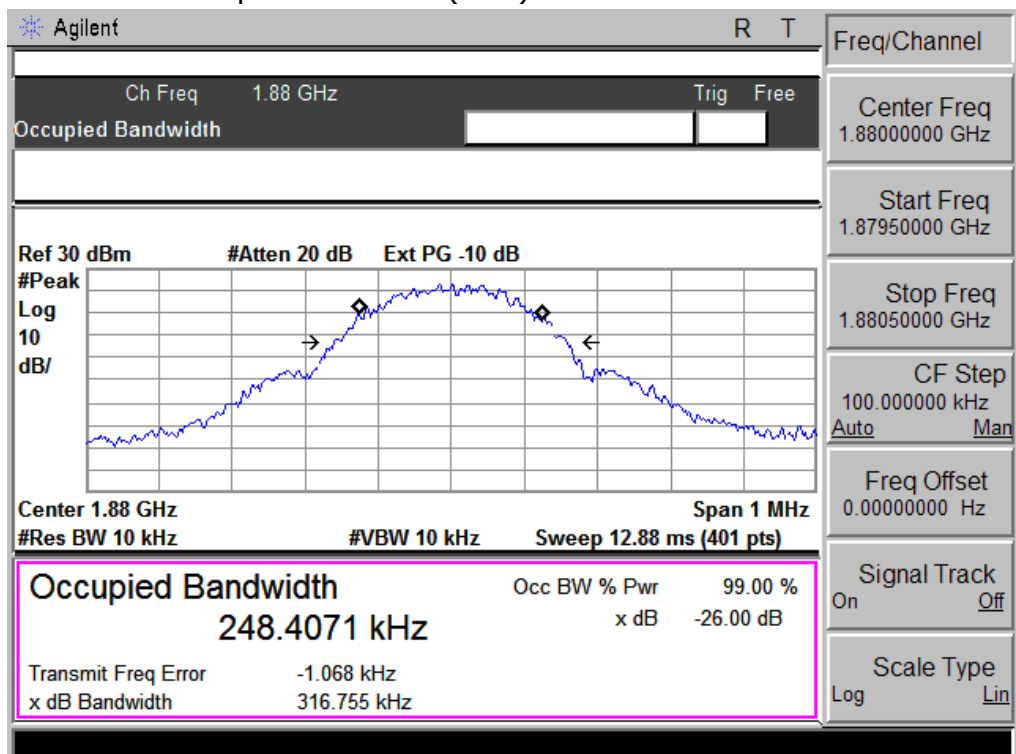 Agilent R T
Freq/Channel
Ch Freq 1.88 GHz Trig Free
Occupied Bandwidth
Center Freq
1.88000000 GHz
Start Freq
1.87950000 GHz
Ref 30 dBm #Atten 20 dB Ext PG -10 dB
#Peak
Log
10
dB/
Stop Freq
1.88050000 GHz
CF Step
100.000000 kHz
Auto Man
Freq Offset
0.00000000 Hz
Center 1.88 GHz Span 1 MHz
#Res BW 10 kHz #VBW 10 kHz Sweep 12.88 ms (401 pts)
Occupied Bandwidth Occ BW % Pwr 99.00 %
248.4071 kHz x dB -26.00 dB
Transmit Freq Error -1.068 kHz
x dB Bandwidth 316.755 kHz
Signal Track
On Off
Scale Type
Log Lin